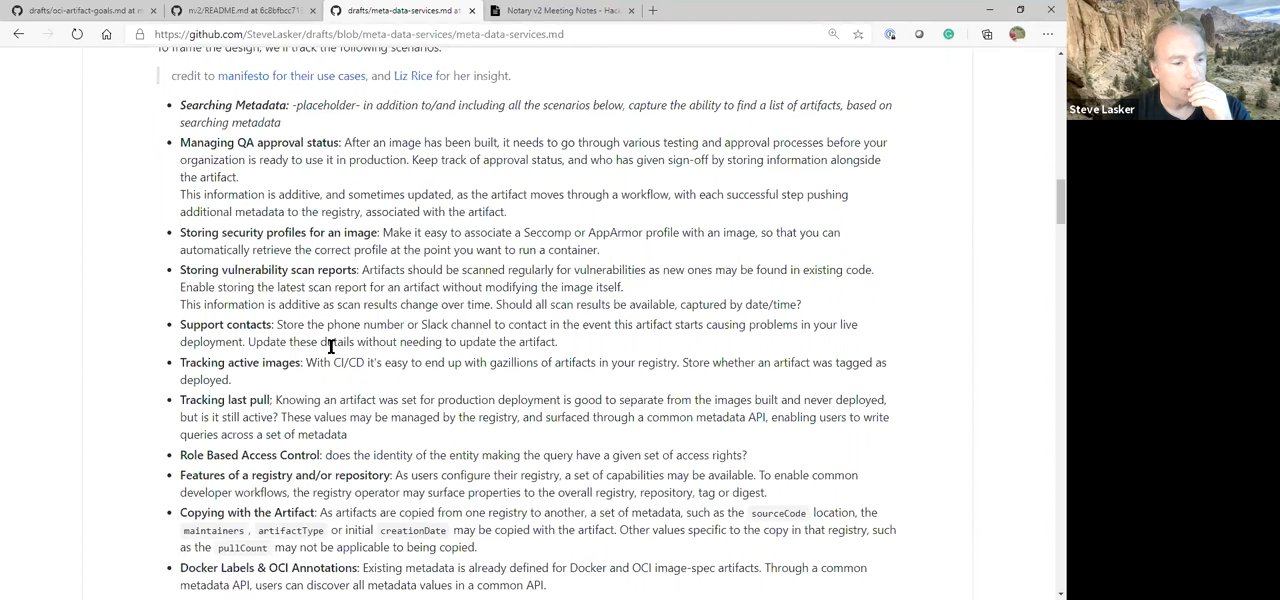 drafts/oci-artifact-goals.md at m
nv2/README.md at 6c8bfbcc71
drafts/meta-data-services.md at
Notary v2 Meeting Notes - Hac
https://github.com/SteveLasker/drafts/blob/meta-data-services/meta-data-services.md
To frame the design, we'll track the following scenarios.
credit to manifesto for their use cases, and Liz Rice for her insight.
Searching Metadata: -placeholder- in addition to/and including all the scenarios below, capture the ability to find a list of artifacts, based on
searching metadata
Managing QA approval status: After an image has been built, it needs to go through various testing and approval processes before your
organization is ready to use it in production. Keep track of approval status, and who has given sign-off by storing information alongside
the artifact.
This information is additive, and sometimes updated, as the artifact moves through a workflow, with each successful step pushing
additional metadata to the registry, associated with the artifact.
Storing security profiles for an image: Make it easy to associate a Seccomp or AppArmor profile with an image, so that you can
automatically retrieve the correct profile at the point you want to run a container.
Storing vulnerability scan reports: Artifacts should be scanned regularly for vulnerabilities as new ones may be found in existing code.
Enable storing the latest scan report for an artifact without modifying the image itself.
This information is additive as scan results change over time. Should all scan results be available, captured by date/time?
Support contacts: Store the phone number or Slack channel to contact in the event this artifact starts causing problems in your live
deployment. Update these details without needing to update the artifact.
Tracking active images: With CI/CD it's easy to end up with gazillions of artifacts in your registry. Store whether an artifact was tagged as
deployed.
Tracking last pull; Knowing an artifact was set for production deployment is good to separate from the images built and never deployed,
but is it still active? These values may be managed by the registry, and surfaced through a common metadata API, enabling users to write
queries across a set of metadata
Role Based Access Control: does the identity of the entity making the query have a given set of access rights?
Features of a registry and/or repository: As users configure their registry, a set of capabilities may be available. To enable common
developer workflows, the registry operator may surface properties to the overall registry, repository, tag or digest.
Copying with the Artifact: As artifacts are copied from one registry to another, a set of metadata, such as the sourceCode location, the
maintainers, artifactType or initial creationDate may be copied with the artifact. Other values specific to the copy in that registry, such
as the pullCount may not be applicable to being copied.
Docker Labels & OCI Annotations: Existing metadata is already defined for Docker and OCI image-spec artifacts. Through a common
metadata API, users can discover all metadata values in a common API.
Steve Lasker